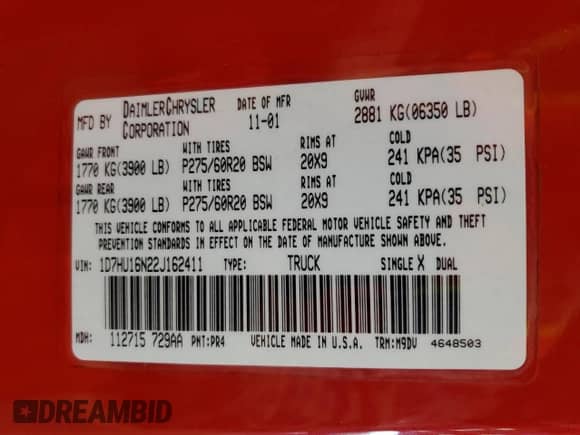 MFD BY DAIMLERCHRYSLER CORPORATION DATE OF MFR 11-01 GVWR 2881 KG(06350 LB)
GAWR FRONT WITH TIRES RIMS AT COLD
1770 KG(3900 LB) P275/60R20 BSW 20X9 241 KPA(35 PSI)
GAWR REAR WITH TIRES RIMS AT COLD
1770 KG(3900 LB) P275/60R20 BSW 20X9 241 KPA(35 PSI)
THIS VEHICLE CONFORMS TO ALL APPLICABLE FEDERAL MOTOR VEHICLE SAFETY AND THEFT
PREVENTION STANDARDS IN EFFECT ON THE DATE OF MANUFACTURE SHOWN ABOVE.
VIN: 1D7HU16N22J162411 TYPE: TRUCK SINGLE X DUAL
MDH: 112715 729AA PNT:PR4 VEHICLE MADE IN U.S.A. TRM:M9DV 4648503
DREAMBID